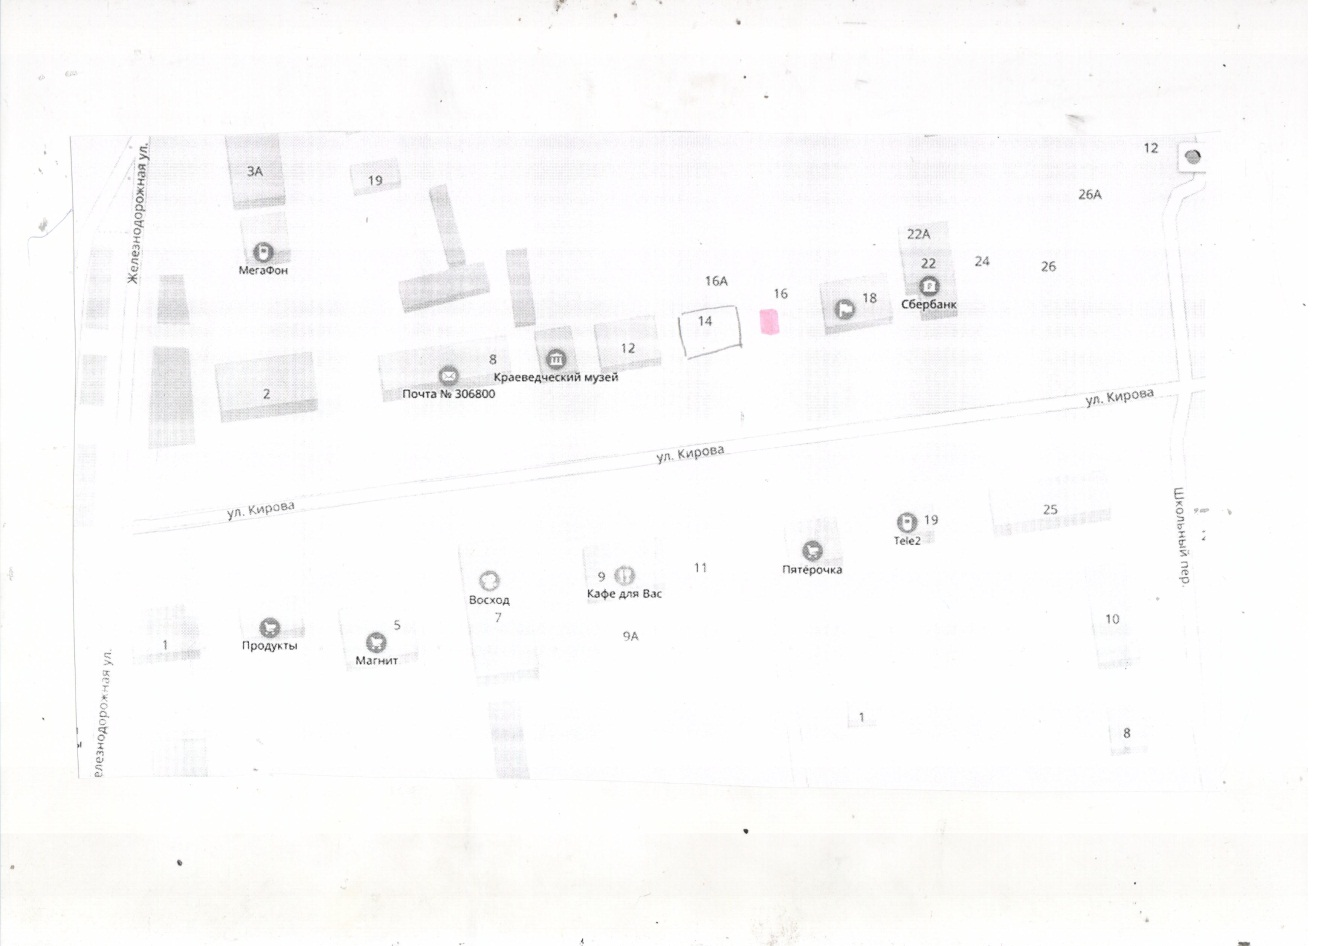 Железнодорожная ул.
3А
19
МегаФон
12
26А
22А
22
24
26
Сбербанк
16А
16
18
14
12
8
Краеведческий музей
Почта № 306800
2
ул. Кирова
ул. Кирова
ул. Кирова
Школьный пер.
25
19
Tele2
Пятёрочка
11
9
Кафе для Вас
9А
Восход
7
5
Магнит
Продукты
1
10
1
8
елезнодорожная ул.